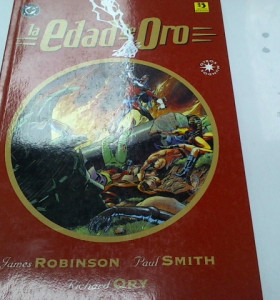 la edad de Oro
James ROBINSON Paul SMITH
Richard ORY